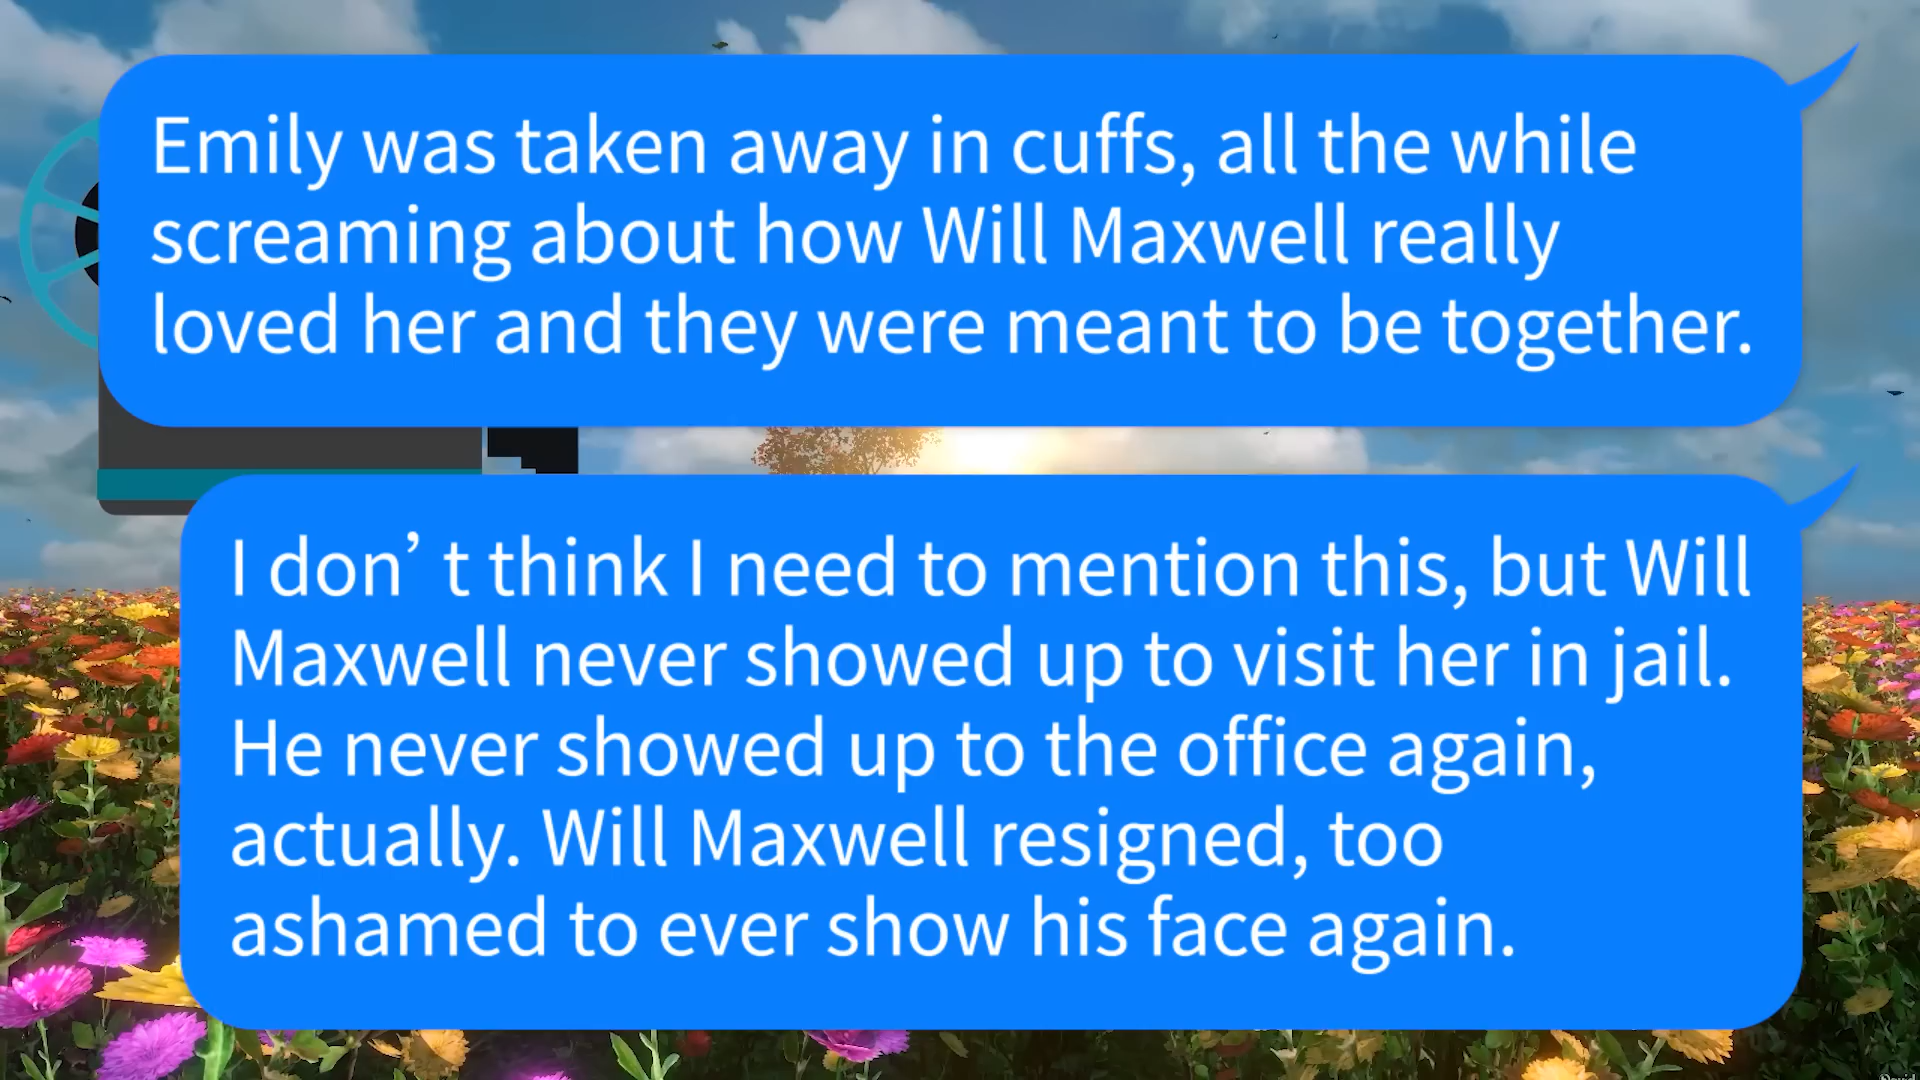 Emily was taken away in cuffs, all the while
screaming about how Will Maxwell really
loved her and they were meant to be together.
I don’t think I need to mention this, but Will
Maxwell never showed up to visit her in jail.
He never showed up to the office again,
actually. Will Maxwell resigned, too
ashamed to ever show his face again.